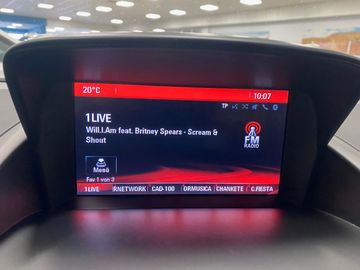 20°C 10:07
TP
1LIVE
Will.I.Am feat. Britney Spears - Scream &
Shout
FM
RADIO
Menü
Fav 1 von 3
1LIVE RNETWORK CAD-100 ORMUSICA CHANKETE C.FIESTA